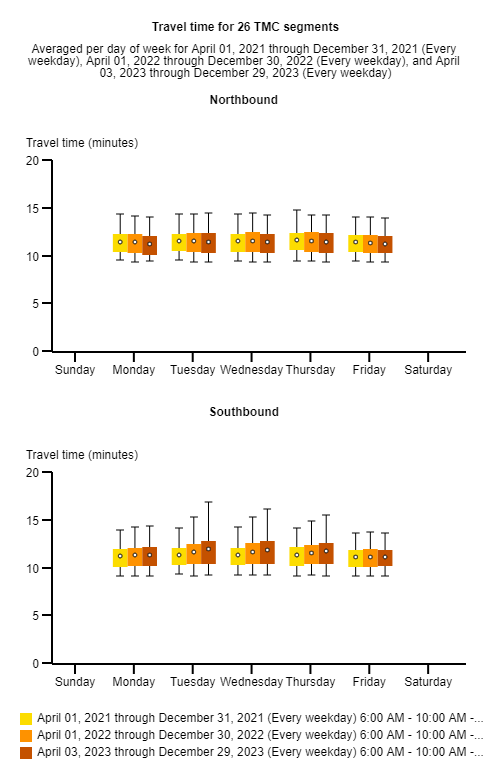 Travel time for 26 TMC segments
Averaged per day of week for April 01, 2021 through December 31, 2021 (Every
weekday), April 01, 2022 through December 30, 2022 (Every weekday), and April
03, 2023 through December 29, 2023 (Every weekday)
Northbound
Travel time (minutes)
20
15
10
5
0
Sunday Monday Tuesday Wednesday Thursday Friday Saturday
Southbound
Travel time (minutes)
20
15
10
5
0
Sunday Monday Tuesday Wednesday Thursday Friday Saturday
April 01, 2021 through December 31, 2021 (Every weekday) 6:00 AM - 10:00 AM -...
April 01, 2022 through December 30, 2022 (Every weekday) 6:00 AM - 10:00 AM -...
April 03, 2023 through December 29, 2023 (Every weekday) 6:00 AM - 10:00 AM -...